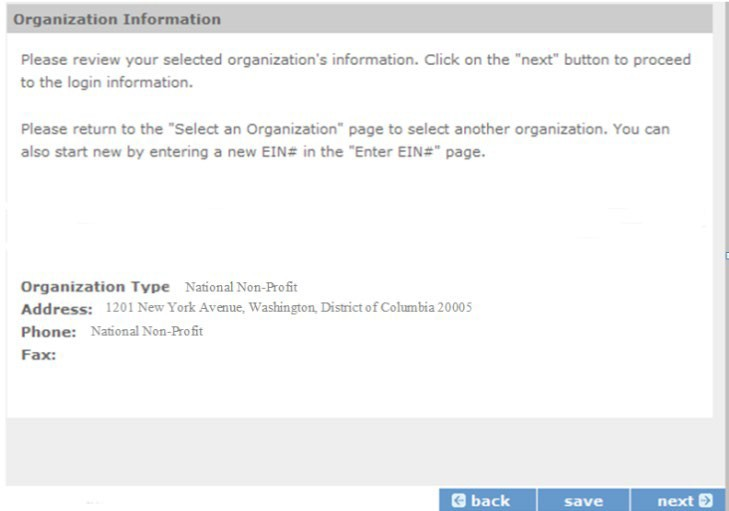 Organization Information
Please review your selected organization's information. Click on the "next" button to proceed
to the login information.
Please return to the "Select an Organization" page to select another organization. You can
also start new by entering a new EIN# in the "Enter EIN#" page.
Organization Type National Non-Profit
Address: 1201 New York Avenue, Washington, District of Columbia 20005
Phone: National Non-Profit
Fax:
back save next